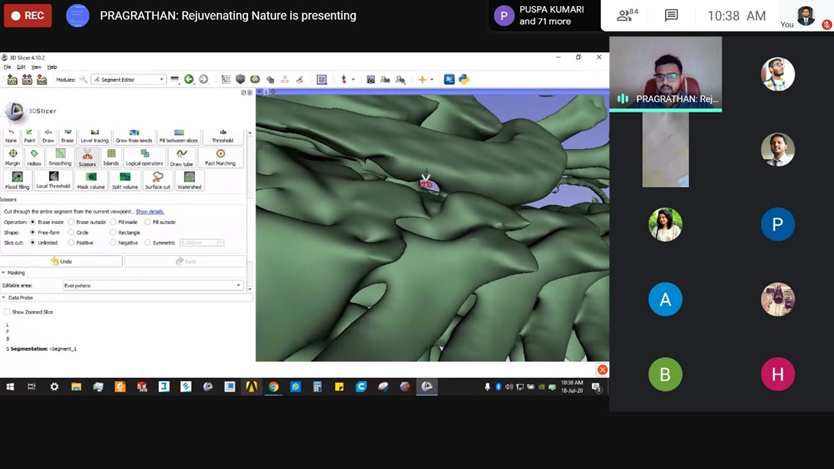 REC
PRAGRATHAN: Rejuvenating Nature is presenting
P
PUSPA KUMARI
and 71 more
84
10:38 AM
You
3D Slicer 4.10.2
File Edit View Help
Modules:
Segment Editor
3DSlicer
None Paint Draw Erase Level tracing Grow from seeds Fill between slices Threshold
Margin Hollow Smoothing Scissors Islands Logical operators Draw tube Fast Marching
Flood filling Local Threshold Mask volume Split volume Surface cut Watershed
Scissors
Cut through the entire segment from the current viewpoint... Show details.
Operation: Erase inside Erase outside Fill inside Fill outside
Shape: Free-form Circle Rectangle
Slice cut: Unlimited Positive Negative Symmetric
Undo
Masking
Editable area: Everywhere
Data Probe
Show Zoomed Slice
L
F
B
S Segmentation: -Segment_1
1
PRAGRATHAN: Rej...
P
A
B
H
10:38 AM
18-Jul-20